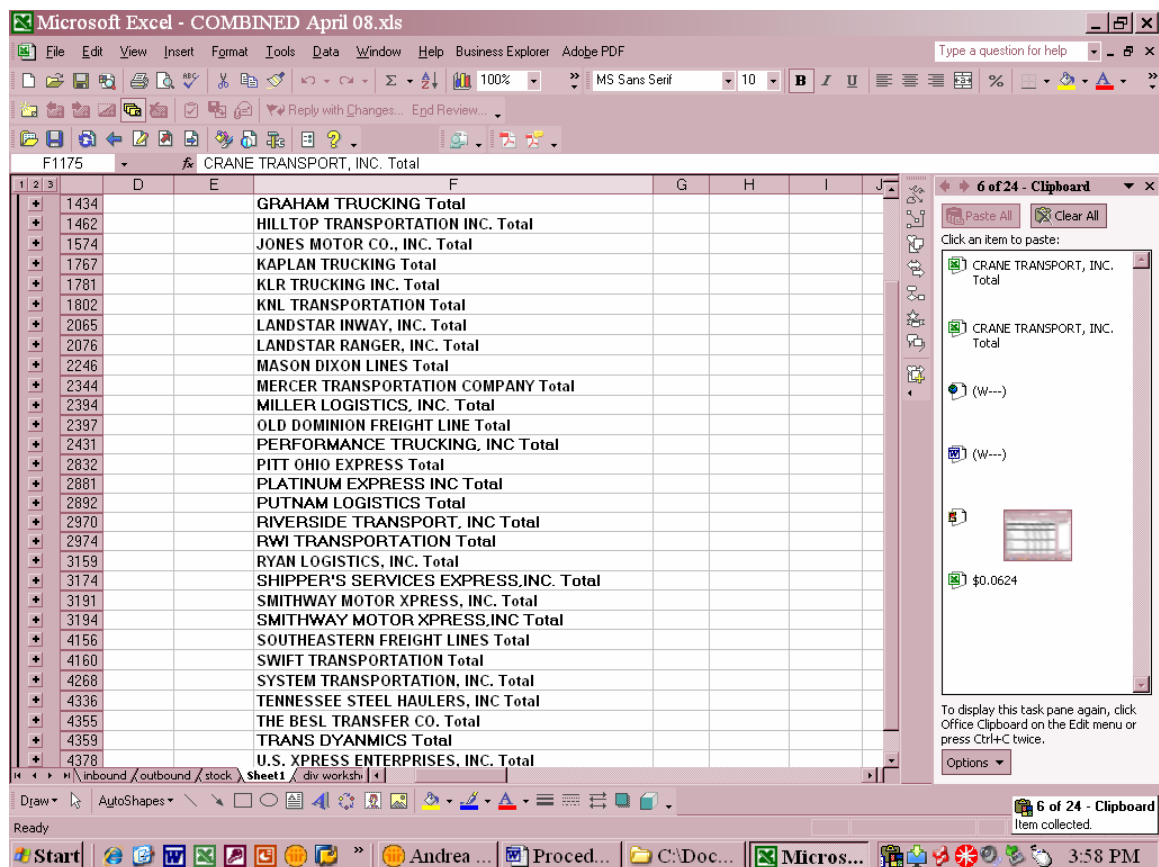 Microsoft Excel - COMBINED April 08.xls
File Edit View Insert Format Tools Data Window Help Business Explorer Adobe PDF Type a question for help
100% MS Sans Serif 10 B I U %
Reply with Changes... End Review...
F1175 fx CRANE TRANSPORT, INC. Total
1 2 3 D E F G H I J
1434 GRAHAM TRUCKING Total
1462 HILLTOP TRANSPORTATION INC. Total
1574 JONES MOTOR CO., INC. Total
1767 KAPLAN TRUCKING Total
1781 KLR TRUCKING INC. Total
1802 KNL TRANSPORTATION Total
2065 LANDSTAR INWAY, INC. Total
2076 LANDSTAR RANGER, INC. Total
2246 MASON DIXON LINES Total
2344 MERCER TRANSPORTATION COMPANY Total
2394 MILLER LOGISTICS, INC. Total
2397 OLD DOMINION FREIGHT LINE Total
2431 PERFORMANCE TRUCKING, INC Total
2832 PITT OHIO EXPRESS Total
2881 PLATINUM EXPRESS INC Total
2892 PUTNAM LOGISTICS Total
2970 RIVERSIDE TRANSPORT, INC Total
2974 RWI TRANSPORTATION Total
3159 RYAN LOGISTICS, INC. Total
3174 SHIPPER'S SERVICES EXPRESS,INC. Total
3191 SMITHWAY MOTOR XPRESS, INC. Total
3194 SMITHWAY MOTOR XPRESS,INC Total
4156 SOUTHEASTERN FREIGHT LINES Total
4160 SWIFT TRANSPORTATION Total
4268 SYSTEM TRANSPORTATION, INC. Total
4336 TENNESSEE STEEL HAULERS, INC Total
4355 THE BESL TRANSFER CO. Total
4359 TRANS DYANMICS Total
4378 U.S. XPRESS ENTERPRISES, INC. Total
inbound outbound stock Sheet1 div worksh
6 of 24 - Clipboard
Paste All Clear All
Click an item to paste:
CRANE TRANSPORT, INC.
Total
CRANE TRANSPORT, INC.
Total
(W---)
(W---)
$0.0624
To display this task pane again, click
Office Clipboard on the Edit menu or
press Ctrl+C twice.
Options
Draw AutoShapes
6 of 24 - Clipboard
Item collected.
Ready
Start Andrea ... Proced... C:\Doc... Micros... 3:58 PM